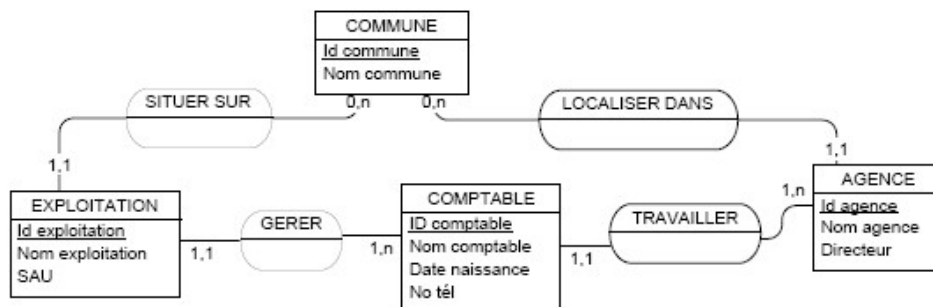 COMMUNE
Id commune
Nom commune
SITUER SUR
0,n
0,n
LOCALISER DANS
1,1
1,1
EXPLOITATION
Id exploitation
Nom exploitation
SAU
1,1
GERER
1,n
COMPTABLE
ID comptable
Nom comptable
Date naissance
No tél
1,1
TRAVAILLER
1,n
AGENCE
Id agence
Nom agence
Directeur